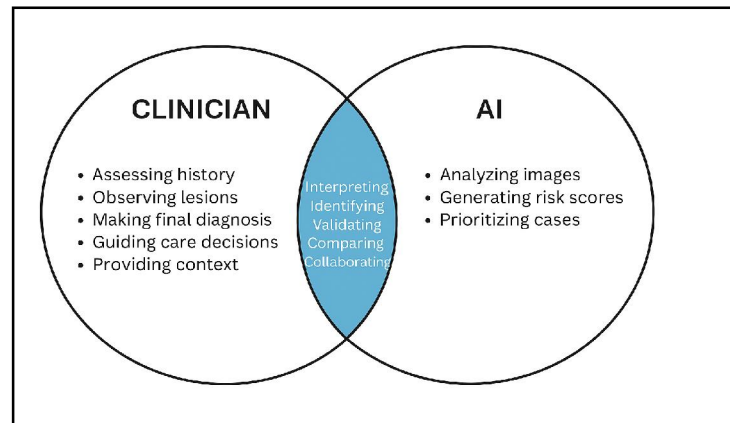 CLINICIAN
• Assessing history
• Observing lesions
• Making final diagnosis
• Guiding care decisions
• Providing context
Interpreting
Identifying
Validating
Comparing
Collaborating
AI
• Analyzing images
• Generating risk scores
• Prioritizing cases